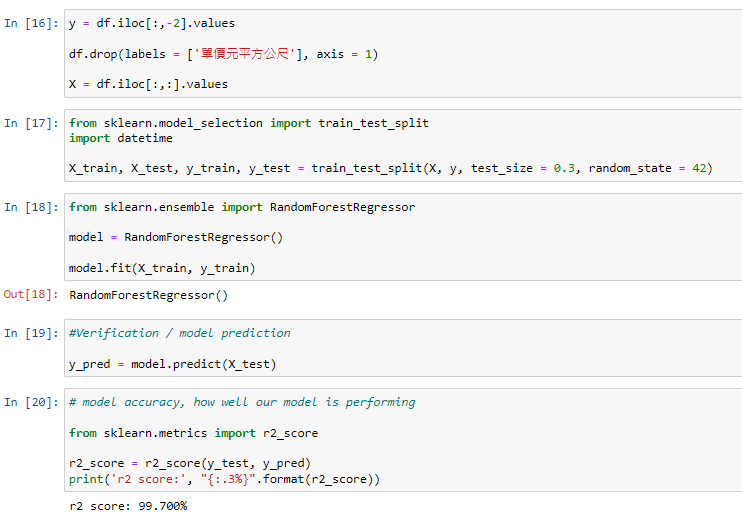 In [16]: y = df.iloc[:,-2].values
df.drop(labels = ['單價元平方公尺'], axis = 1)
X = df.iloc[:,:].values
In [17]: from sklearn.model_selection import train_test_split
import datetime
X_train, X_test, y_train, y_test = train_test_split(X, y, test_size = 0.3, random_state = 42)
In [18]: from sklearn.ensemble import RandomForestRegressor
model = RandomForestRegressor()
model.fit(X_train, y_train)
Out[18]: RandomForestRegressor()
In [19]: #Verification / model prediction
y_pred = model.predict(X_test)
In [20]: # model accuracy, how well our model is performing
from sklearn.metrics import r2_score
r2_score = r2_score(y_test, y_pred)
print('r2 score:', "{:.3%}".format(r2_score))
r2 score: 99.700%